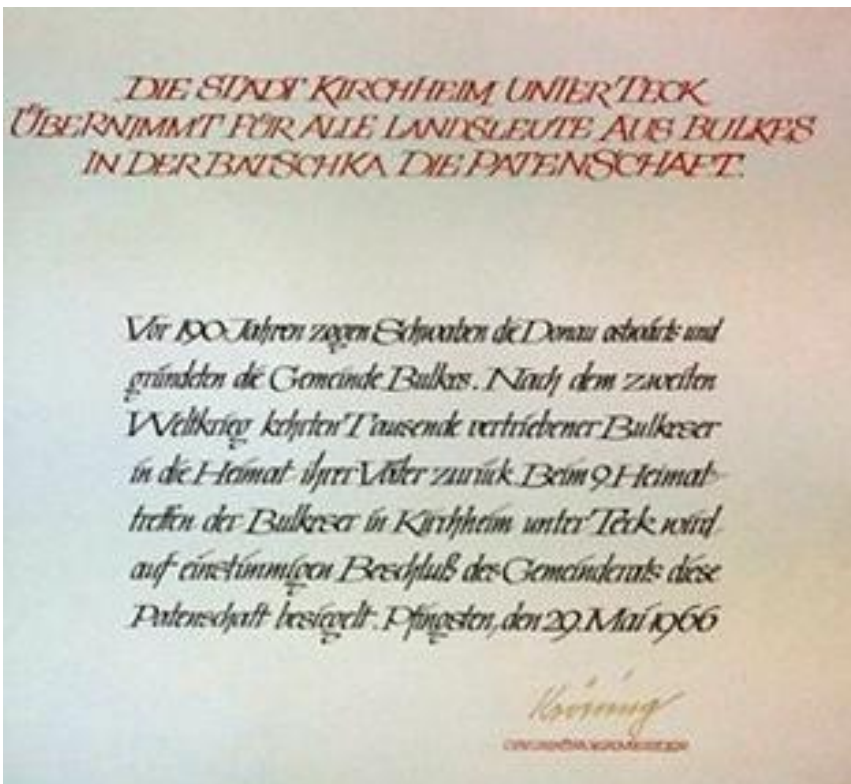 DIE STADT KIRCHHEIM UNTER TECK
ÜBERNIMMT FÜR ALLE LANDSLEUTE AUS BULKES
IN DER BATSCHKA DIE PATENSCHAFT.
Vor 190 Jahren zogen Schwaben die Donau ostwärts und
gründeten die Gemeinde Bulkes. Nach dem zweiten
Weltkrieg kehrten Tausende vertriebener Bulkeser
in die Heimat ihrer Väter zurück. Beim 9. Heimat-
treffen der Bulkeser in Kirchheim unter Teck wird
auf einstimmigen Beschluß des Gemeinderats diese
Patenschaft besiegelt. Pfingsten, den 29. Mai 1966
Kröning
OBERBÜRGERMEISTER